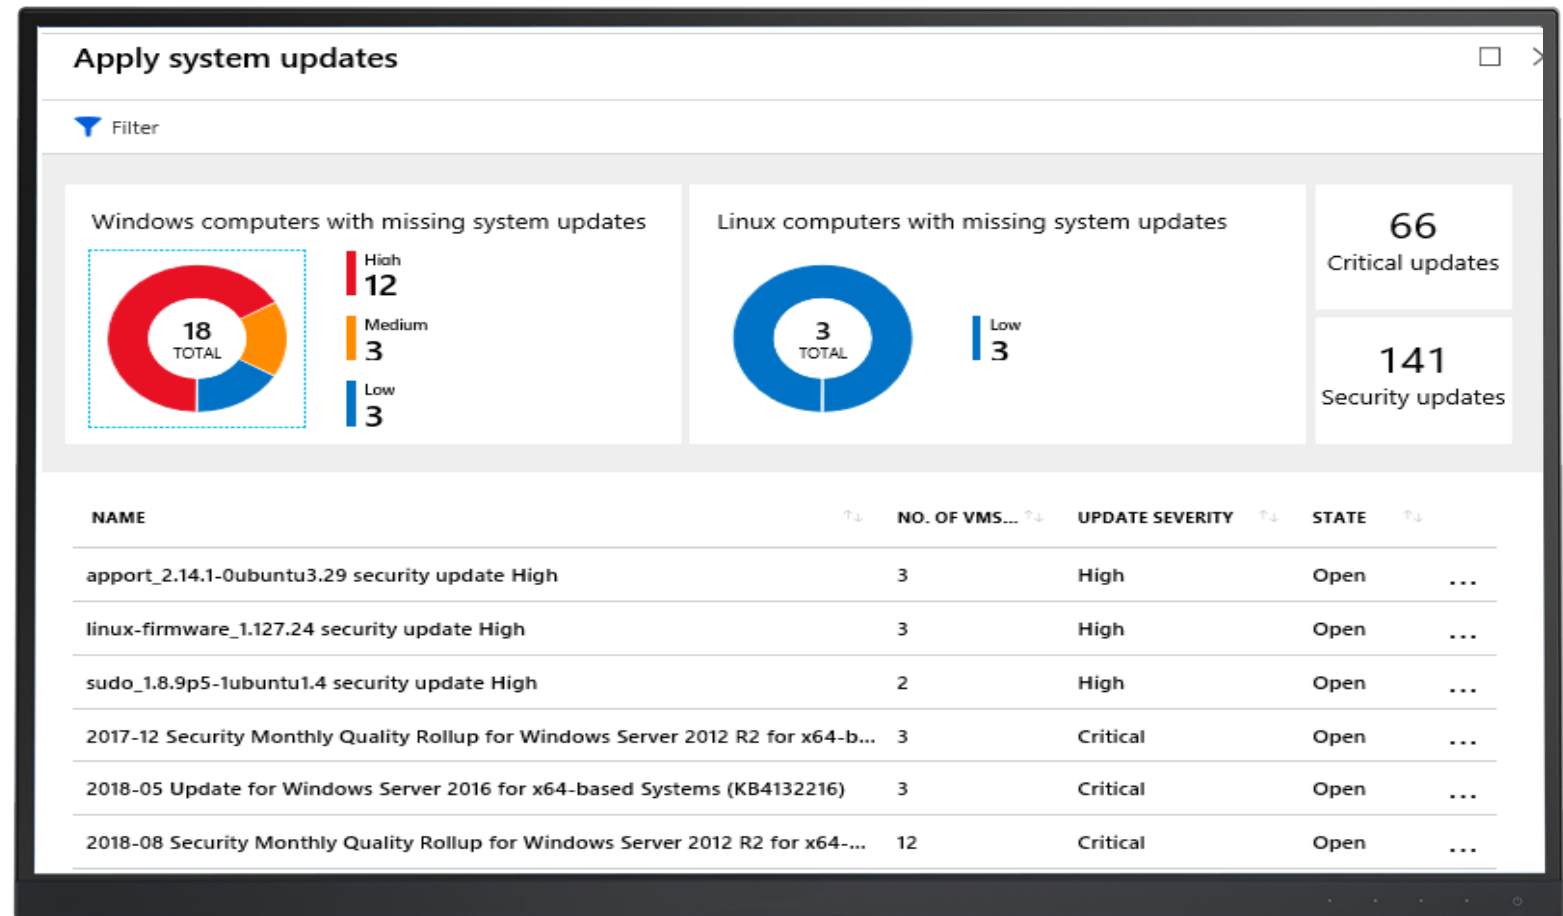 Apply system updates
Filter
Windows computers with missing system updates
18
TOTAL
High
12
Medium
3
Low
3
Linux computers with missing system updates
3
TOTAL
Low
3
66
Critical updates
141
Security updates
NAME NO. OF VMS... UPDATE SEVERITY STATE
apport_2.14.1-0ubuntu3.29 security update High 3 High Open ...
linux-firmware_1.127.24 security update High 3 High Open ...
sudo_1.8.9p5-1ubuntu1.4 security update High 2 High Open ...
2017-12 Security Monthly Quality Rollup for Windows Server 2012 R2 for x64-b... 3 Critical Open ...
2018-05 Update for Windows Server 2016 for x64-based Systems (KB4132216) 3 Critical Open ...
2018-08 Security Monthly Quality Rollup for Windows Server 2012 R2 for x64-... 12 Critical Open ...